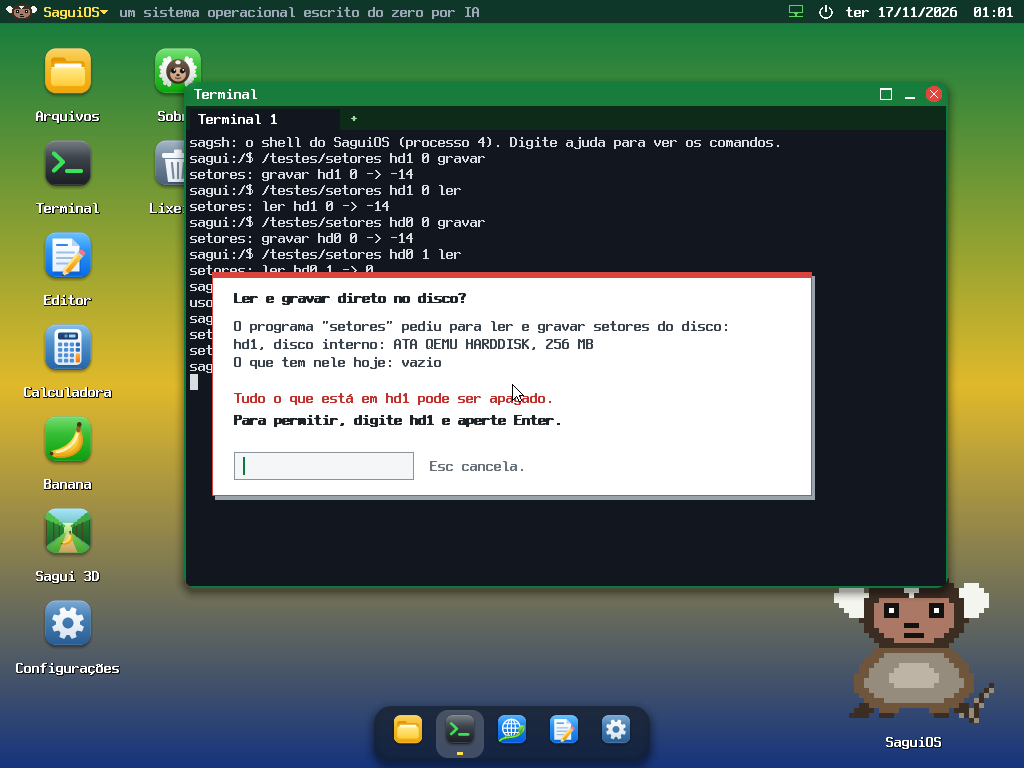 SaguiOS
um sistema operacional escrito do zero por IA
ter 17/11/2026 01:01
Arquivos
Terminal
Editor
Calculadora
Banana
Sagui 3D
Configurações
Terminal
Terminal 1
+
sagsh: o shell do SaguiOS (processo 4). Digite ajuda para ver os comandos.
sagui:/$ /testes/setores hd1 0 gravar
setores: gravar hd1 0 -> -14
sagui:/$ /testes/setores hd1 0 ler
setores: ler hd1 0 -> -14
sagui:/$ /testes/setores hd0 0 gravar
setores: gravar hd0 0 -> -14
sagui:/$ /testes/setores hd0 1 ler
setores: ler hd0 1 -> 0
Ler e gravar direto no disco?
O programa "setores" pediu para ler e gravar setores do disco:
hd1, disco interno: ATA QEMU HARDDISK, 256 MB
O que tem nele hoje: vazio
Tudo o que está em hd1 pode ser apagado.
Para permitir, digite hd1 e aperte Enter.
Esc cancela.
SaguiOS